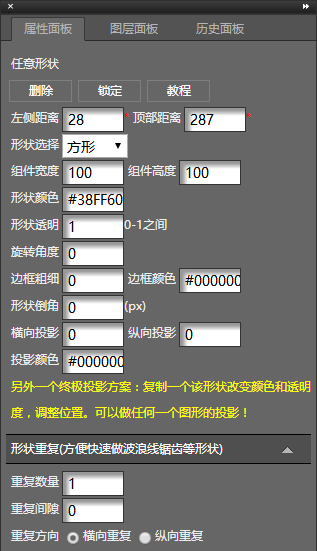 属性面板 图层面板 历史面板
任意形状
删除 锁定 教程
左侧距离 28 * 顶部距离 287 *
形状选择 方形
组件宽度 100 组件高度 100
形状颜色 #38FF60
形状透明 1 0-1之间
旋转角度 0
边框粗细 0 边框颜色 #000000
形状倒角 0 (px)
横向投影 0 纵向投影 0
投影颜色 #000000
另外一个终极投影方案：复制一个该形状改变颜色和透明
度，调整位置。可以做任何一个图形的投影！
形状重复(方便快速做波浪线锯齿等形状)
重复数量 1
重复间隙 0
重复方向 横向重复 纵向重复